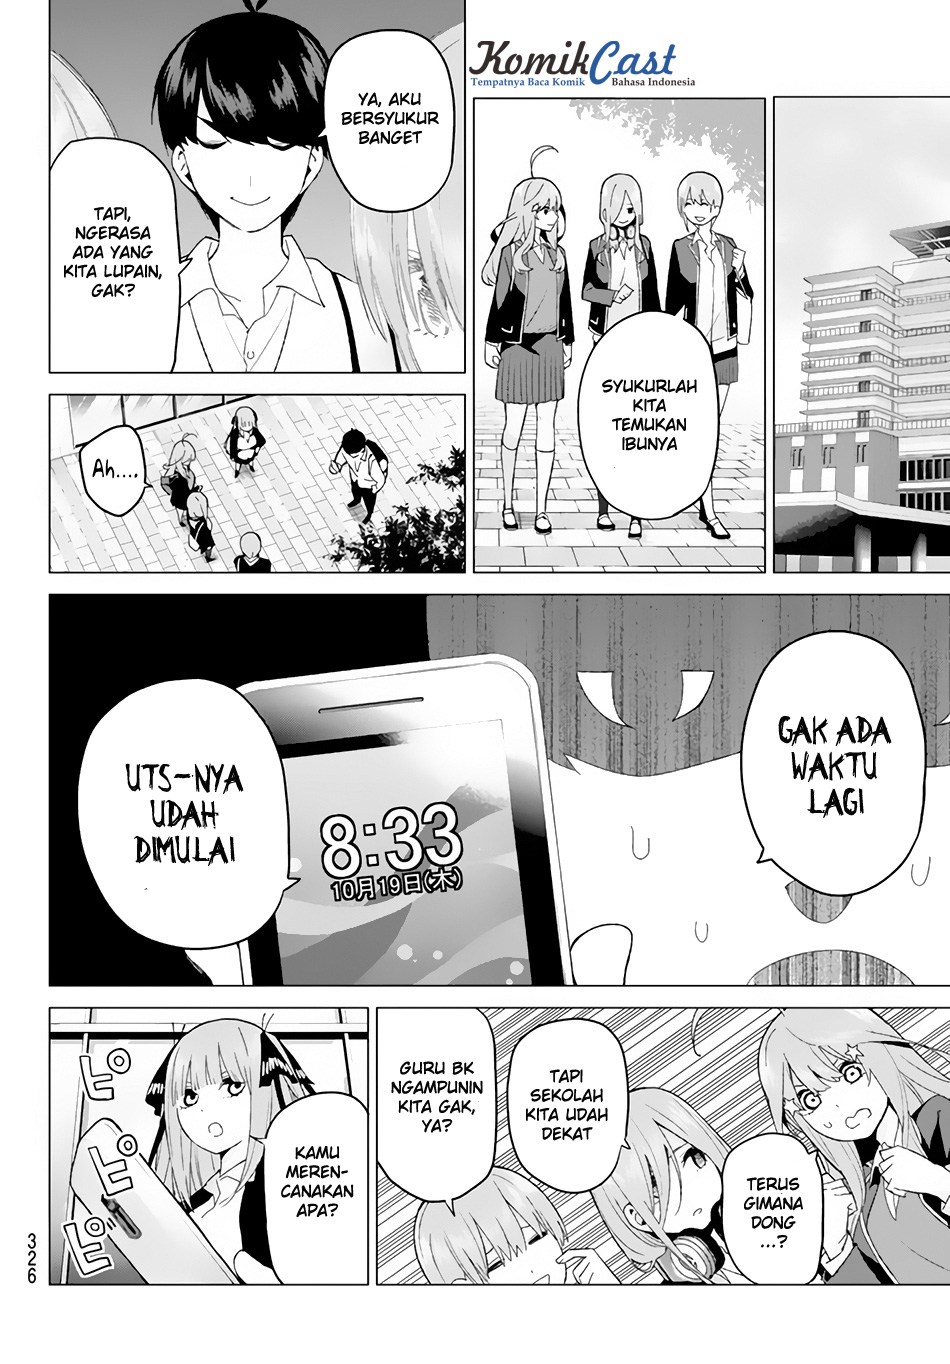 KomikCast
Tempatnya Baca Komik Bahasa Indonesia
SYUKURLAH
KITA
TEMUKAN
IBUNYA
YA, AKU
BERSYUKUR
BANGET
TAPI,
NGERASA
ADA YANG
KITA LUPAIN,
GAK?
Ah....
GAK ADA
WAKTU
LAGI
8:33
10月19日(木)
UTS-NYA
UDAH
DIMULAI
TERUS
GIMANA
DONG
...?
TAPI
SEKOLAH
KITA UDAH
DEKAT
GURU BK
NGAMPUNIN
KITA GAK,
YA?
KAMU
MEREN-
CANAKAN
APA?
ピ
ピ
ピ
ピ
326